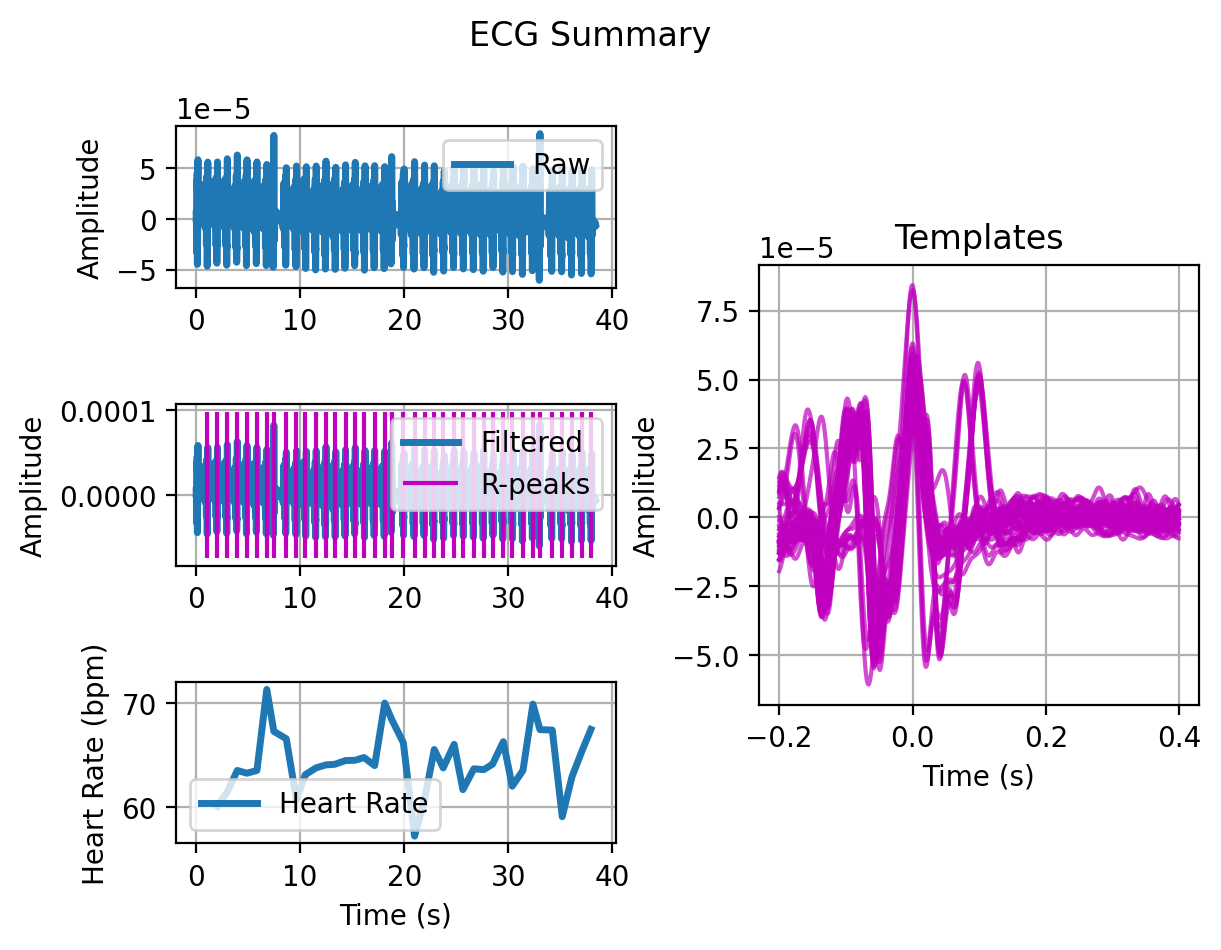 ECG Summary
1e−5
Amplitude
5
0
−5
Raw
0 10 20 30 40
Amplitude
0.0001
0.0000
Filtered
R-peaks
0 10 20 30 40
Heart Rate (bpm)
70
60
Heart Rate
0 10 20 30 40
Time (s)
Templates
1e−5
Amplitude
7.5
5.0
2.5
0.0
−2.5
−5.0
−0.2 0.0 0.2 0.4
Time (s)